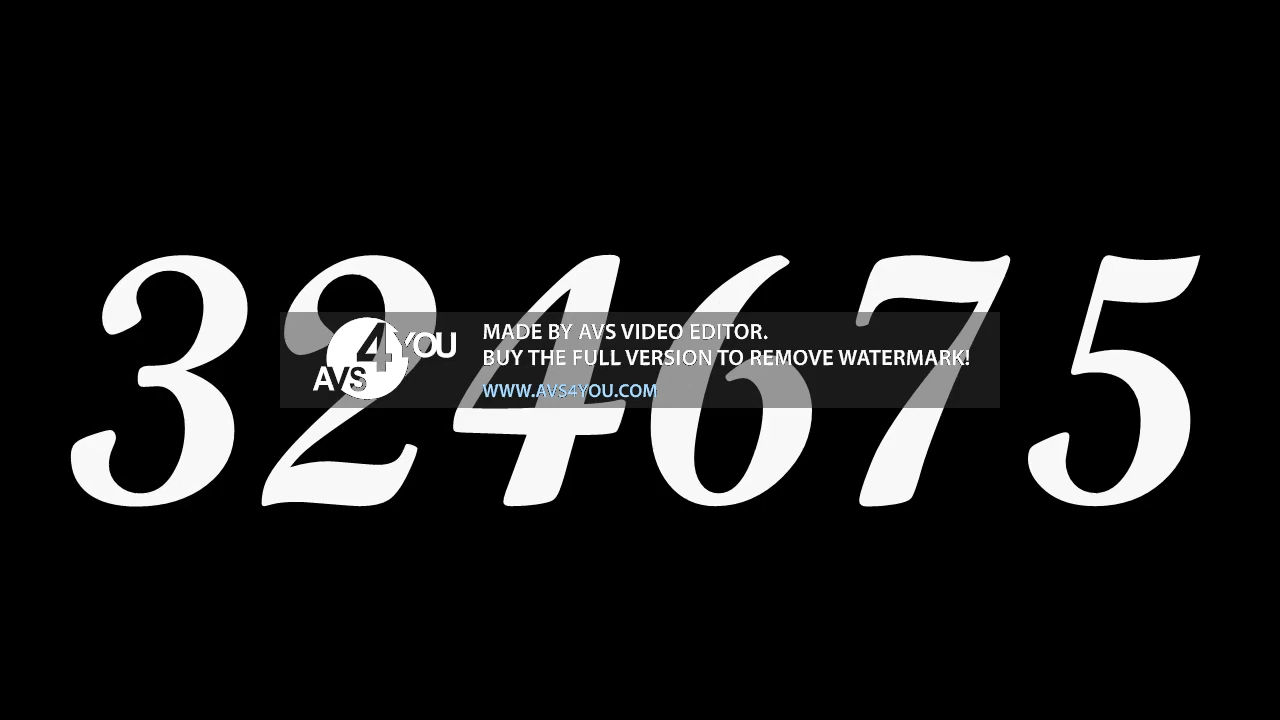 324675
AVS4YOU
MADE BY AVS VIDEO EDITOR.
BUY THE FULL VERSION TO REMOVE WATERMARK!
WWW.AVS4YOU.COM